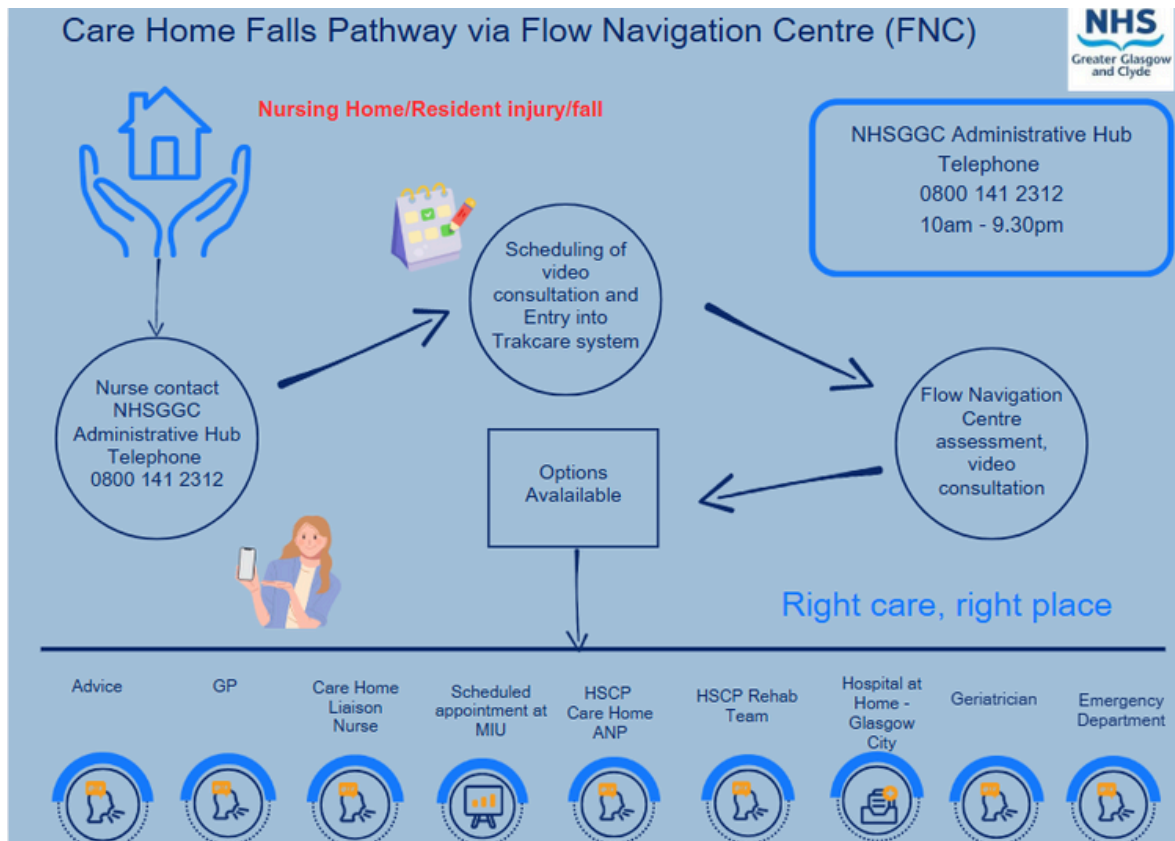 Care Home Falls Pathway via Flow Navigation Centre (FNC)
NHS
Greater Glasgow
and Clyde
Nursing Home/Resident injury/fall
NHSGGC Administrative Hub
Telephone
0800 141 2312
10am - 9.30pm
Scheduling of
video
consultation and
Entry into
Trakcare system
Nurse contact
NHSGGC
Administrative Hub
Telephone
0800 141 2312
Flow Navigation
Centre
assessment,
video
consultation
Options
Avalailable
Right care, right place
Advice
GP
Care Home
Liaison
Nurse
Scheduled
appointment at
MIU
HSCP
Care Home
ANP
HSCP Rehab
Team
Hospital at
Home -
Glasgow
City
Geriatrician
Emergency
Department